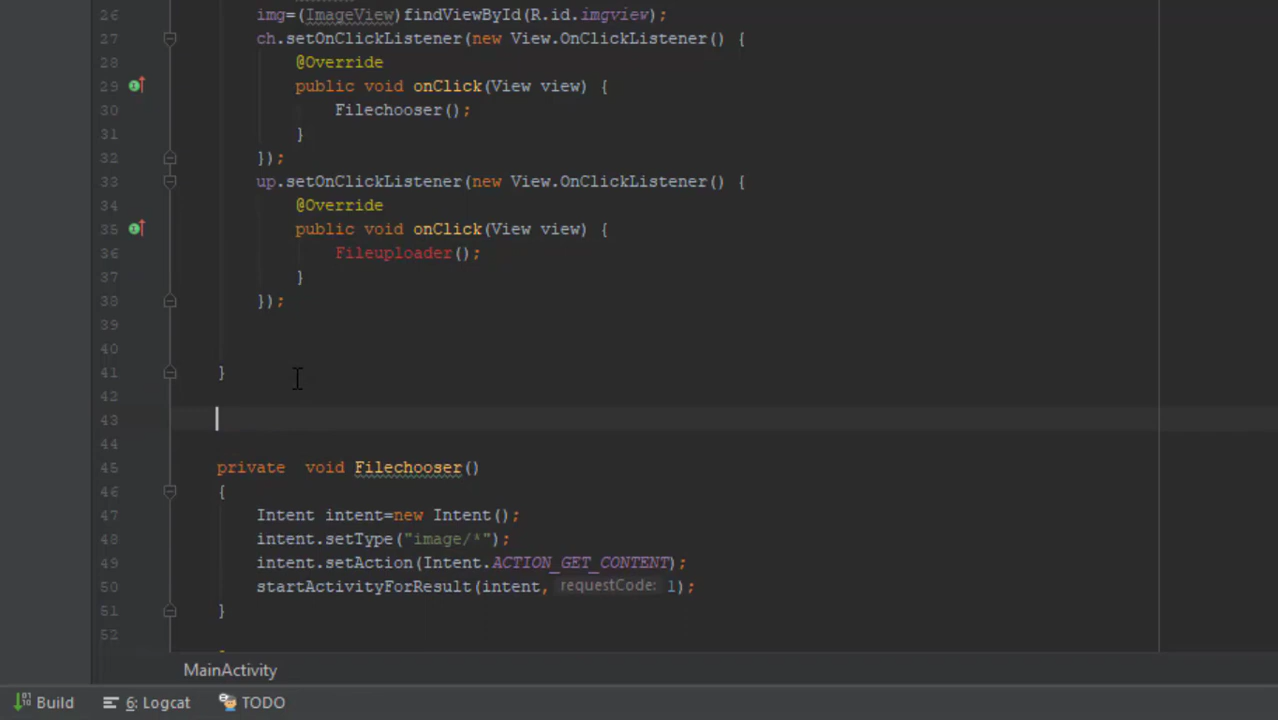 26 img=(ImageView)findViewById(R.id.imgview);
27 ch.setOnClickListener(new View.OnClickListener() {
28 @Override
29 public void onClick(View view) {
30 Filechooser();
31 }
32 });
33 up.setOnClickListener(new View.OnClickListener() {
34 @Override
35 public void onClick(View view) {
36 Fileuploader();
37 }
38 });
39
40
41 }
42
43
44
45 private  void Filechooser()
46 {
47 Intent intent=new Intent();
48 intent.setType("image/*");
49 intent.setAction(Intent.ACTION_GET_CONTENT);
50 startActivityForResult(intent, requestCode: 1);
51 }
52
MainActivity
Build 6: Logcat TODO